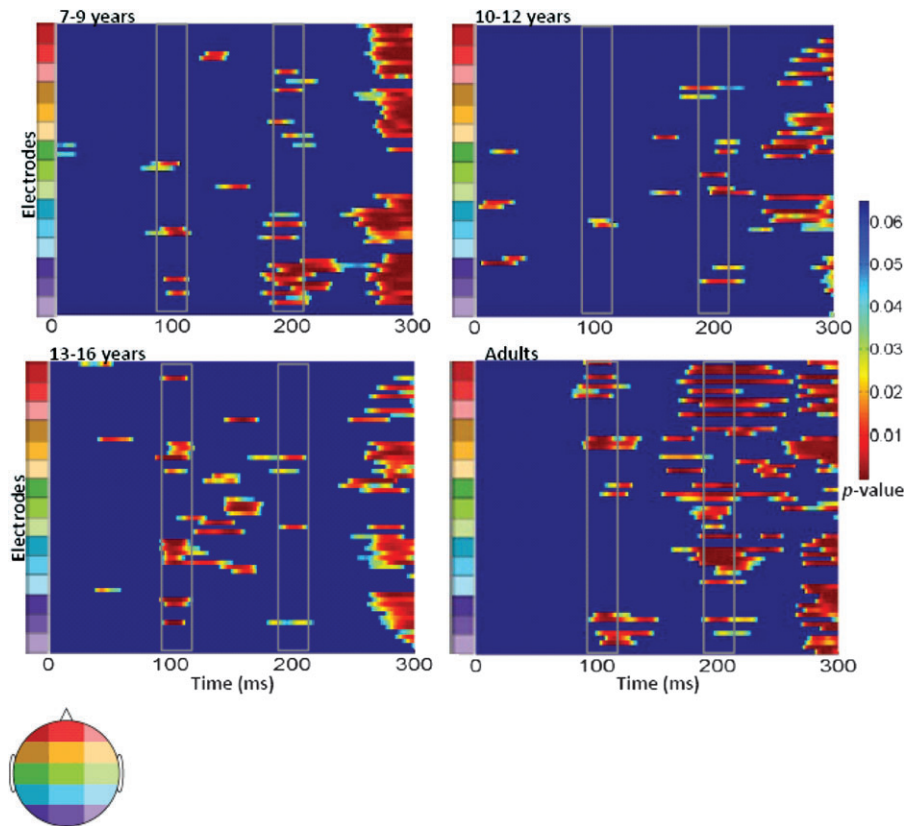 7-9 years
10-12 years
Electrodes
0 100 200 300
0 100 200 300
0.06
0.05
0.04
0.03
0.02
0.01
p-value
13-16 years
Adults
Electrodes
0 100 200 300
0 100 200 300
Time (ms)
Time (ms)